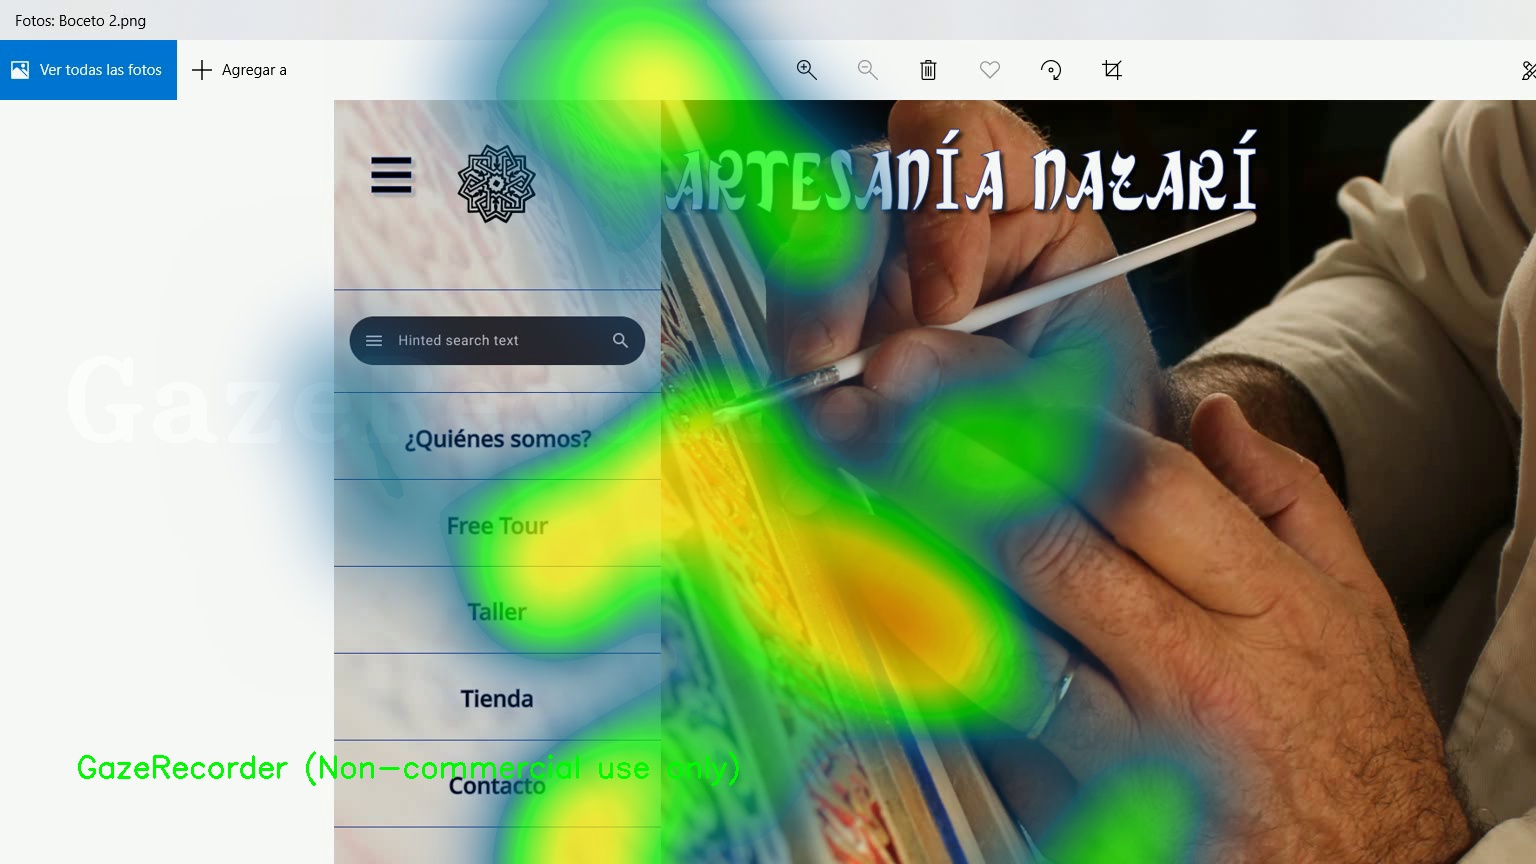 Fotos: Boceto 2.png
Ver todas las fotos
Agregar a
ARTESANÍA NAZARÍ
Hinted search text
GazeRecorder
¿Quiénes somos?
Free Tour
Taller
Tienda
GazeRecorder (Non-commercial use only)
Contacto